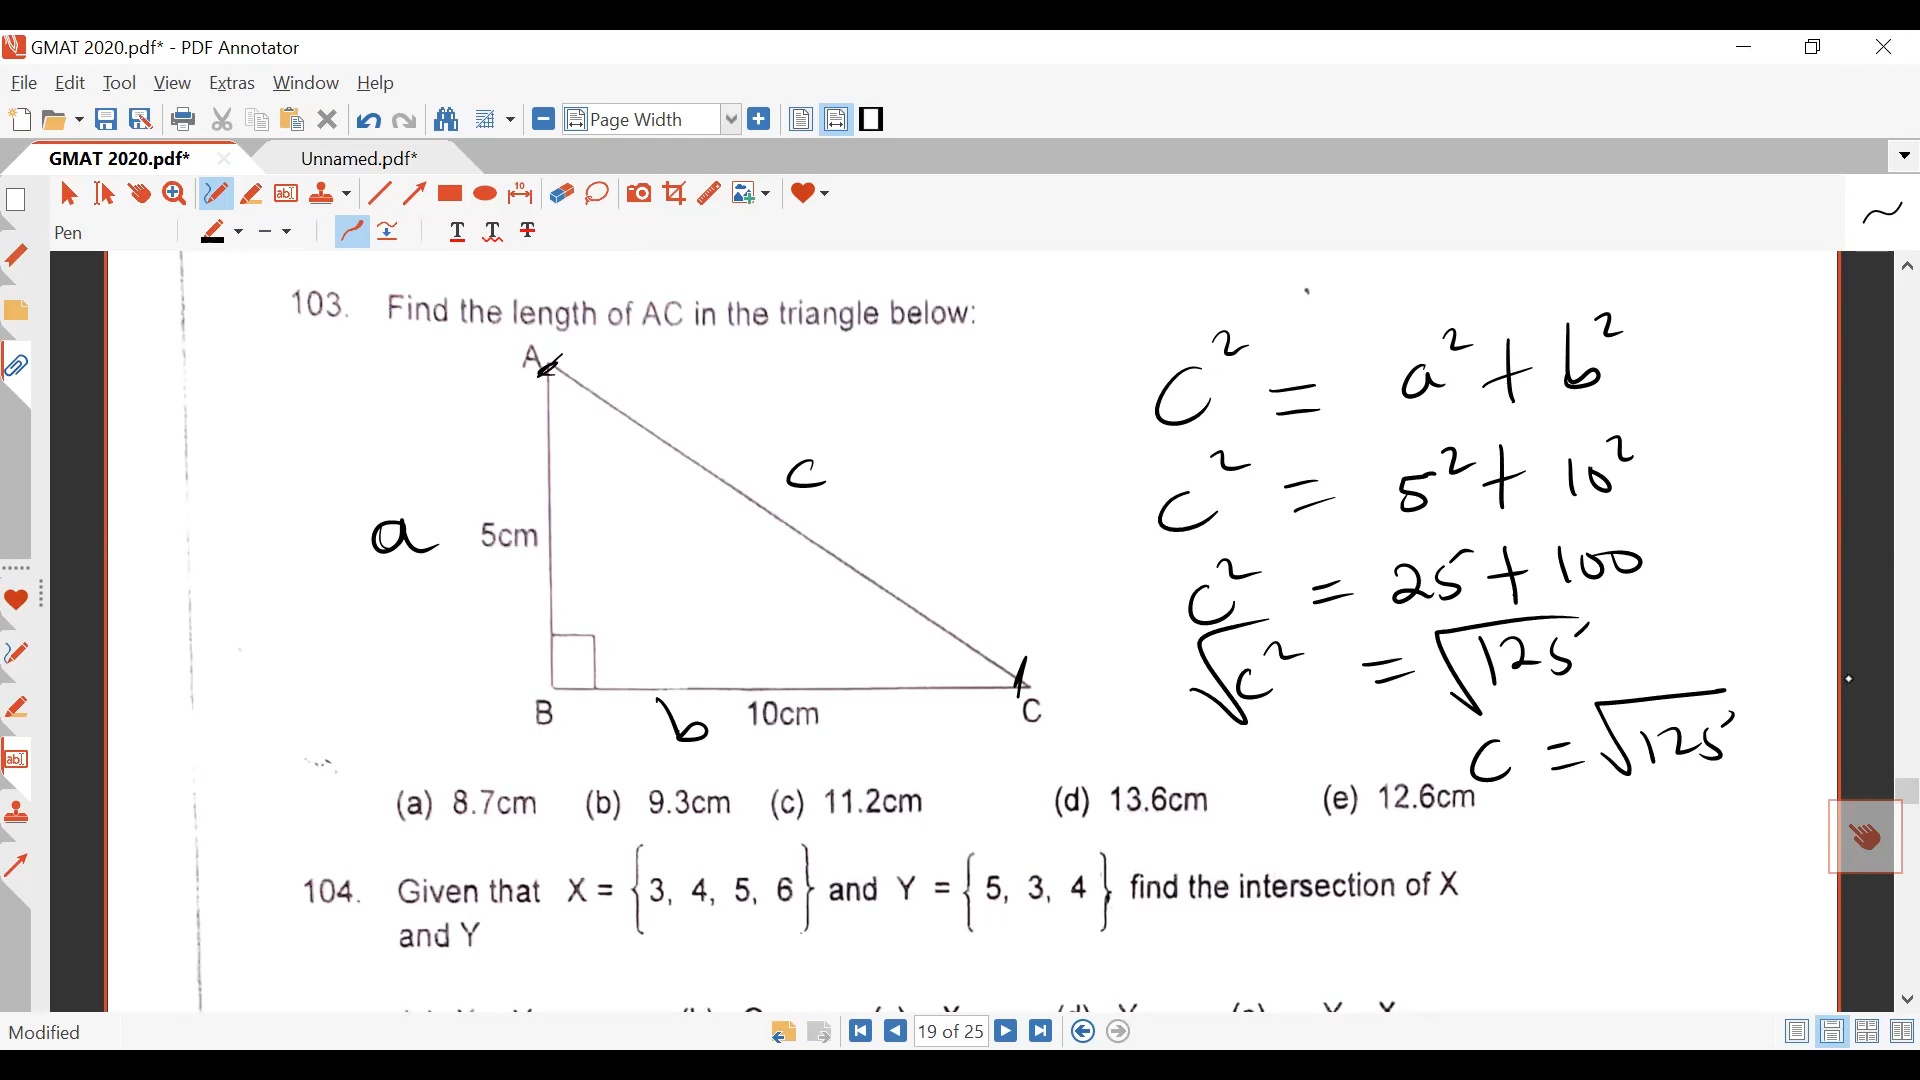 GMAT 2020.pdf* - PDF Annotator
File Edit Tool View Extras Window Help
Page Width
GMAT 2020.pdf* Unnamed.pdf*
Pen
103. Find the length of AC in the triangle below:
A
c
a 5cm
B b 10cm C
c² = a² + b²
c² = 5² + 10²
c² = 25 + 100
√c² = √125
c = √125
(a) 8.7cm (b) 9.3cm (c) 11.2cm (d) 13.6cm (e) 12.6cm
104. Given that X = {3, 4, 5, 6} and Y = {5, 3, 4} find the intersection of X
and Y
Modified 19 of 25